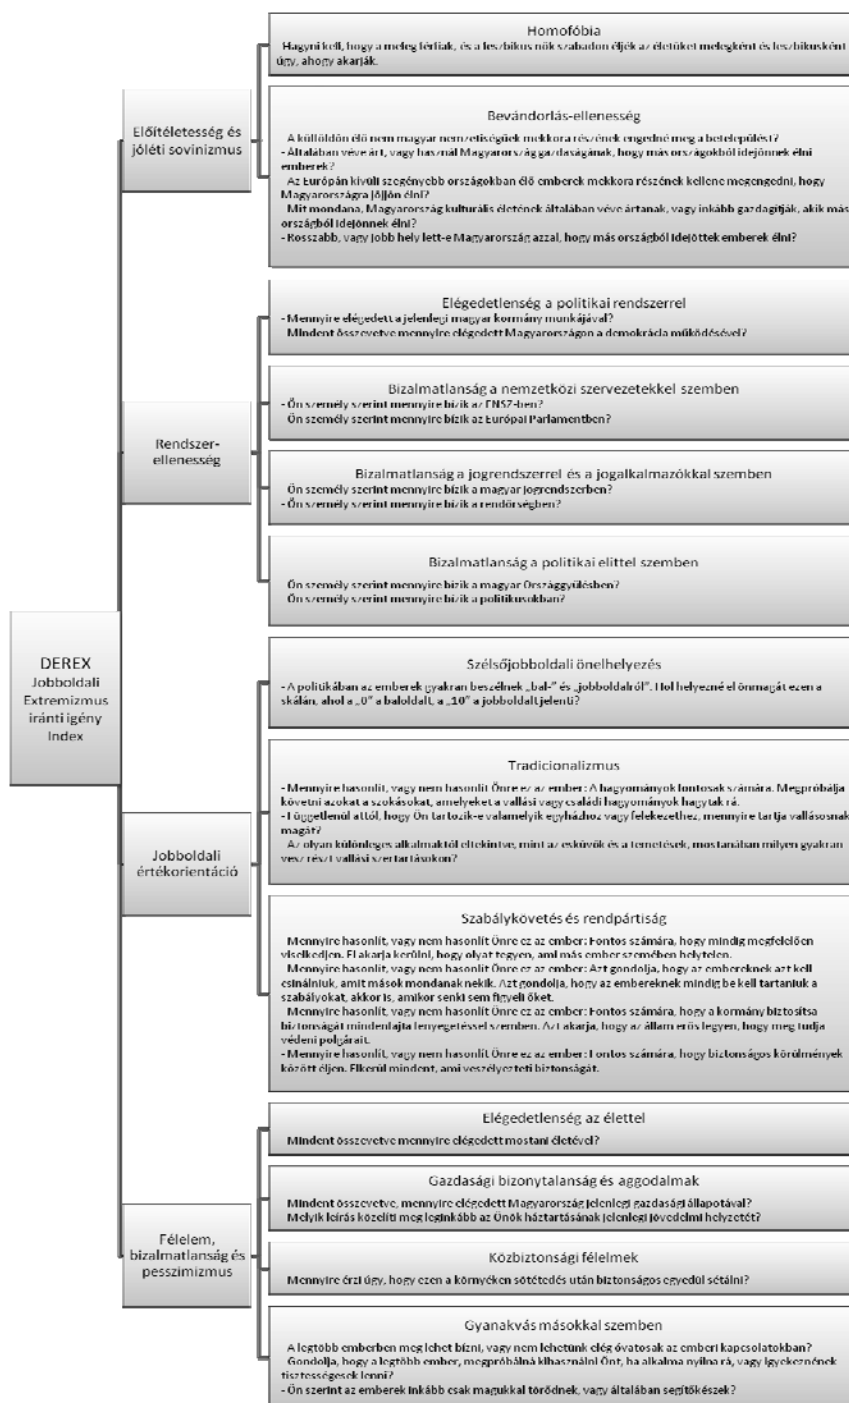 Homofóbia
Hagyni kell, hogy a meleg férfiak, és a leszbikus nők szabadon éljék az életüket melegként és leszbikusként
úgy, ahogy akarják.
Előítéletesség és
jóléti sovinizmus
Bevándorlás-ellenesség
A külföldön élő nem magyar nemzetiségűek mekkora részének engedné meg a betelepülést?
- Általában véve árt, vagy használ Magyarország gazdaságának, hogy más országokból idejönnek élni
emberek?
Az Európán kívüli szegényebb országokban élő emberek mekkora részének kellene megengedni, hogy
Magyarországra jöjjön élni?
Mit mondana, Magyarország kulturális életének általában véve ártanak, vagy inkább gazdagítják, akik más
országból idejönnek élni?
- Rosszabb, vagy jobb hely lett-e Magyarország azzal, hogy más országból idejöttek emberek élni?
Elégedetlenség a politikai rendszerrel
- Mennyire elégedett a jelenlegi magyar kormány munkájával?
Mindent összevetve mennyire elégedett Magyarországon a demokrácia működésével?
Rendszer-
ellenesség
Bizalmatlanság a nemzetközi szervezetekkel szemben
- Ön személy szerint mennyire bízik az ENSZ-ben?
Ön személy szerint mennyire bízik az Európai Parlamentben?
Bizalmatlanság a jogrendszerrel és a jogalkalmazókkal szemben
Ön személy szerint mennyire bízik a magyar jogrendszerben?
- Ön személy szerint mennyire bízik a rendőrségben?
Bizalmatlanság a politikai elittel szemben
Ön személy szerint mennyire bízik a magyar Országgyűlésben?
Ön személy szerint mennyire bízik a politikusokban?
DEREX
Jobboldali
Extremizmus
iránti igény
Index
Szélsőjobboldali önelhelyezés
- A politikában az emberek gyakran beszélnek „bal-” és „jobboldalról”. Hol helyezné el önmagát ezen a
skálán, ahol a „0” a baloldalt, a „10” a jobboldalt jelenti?
Jobboldali
értékorientáció
Tradicionalizmus
- Mennyire hasonlít, vagy nem hasonlít Önre ez az ember: A hagyományok fontosak számára. Megpróbálja
követni azokat a szokásokat, amelyeket a vallási vagy családi hagyományok hagytak rá.
- Függetlenül attól, hogy Ön tartozik-e valamelyik egyházhoz vagy felekezethez, mennyire tartja vallásosnak
magát?
Az olyan különleges alkalmaktól eltekintve, mint az esküvők és a temetések, mostanában milyen gyakran
vesz részt vallási szertartásokon?
Szabálykövetés és rendpártiság
Mennyire hasonlít, vagy nem hasonlít Önre ez az ember: Fontos számára, hogy mindig megfelelően
viselkedjen. El akarja kerülni, hogy olyat tegyen, ami más ember szemében helytelen.
Mennyire hasonlít, vagy nem hasonlít Önre ez az ember: Azt gondolja, hogy az embereknek azt kell
csinálniuk, amit mások mondanak nekik. Azt gondolja, hogy az embereknek mindig be kell tartaniuk a
szabályokat, akkor is, amikor senki sem figyeli őket.
Mennyire hasonlít, vagy nem hasonlít Önre ez az ember: Fontos számára, hogy a kormány biztosítsa
biztonságát mindenfajta fenyegetéssel szemben. Azt akarja, hogy az állam erős legyen, hogy meg tudja
védeni polgárait.
- Mennyire hasonlít, vagy nem hasonlít Önre ez az ember: Fontos számára, hogy biztonságos körülmények
között éljen. Elkerül mindent, ami veszélyezteti biztonságát.
Félelem,
bizalmatlanság és
pesszimizmus
Elégedetlenség az élettel
Mindent összevetve mennyire elégedett mostani életével?
Gazdasági bizonytalanság és aggodalmak
Mindent összevetve, mennyire elégedett Magyarország jelenlegi gazdasági állapotával?
Melyik leírás közelíti meg leginkább az Önök háztartásának jelenlegi jövedelmi helyzetét?
Közbiztonsági félelmek
Mennyire érzi úgy, hogy ezen a környéken sötétedés után biztonságos egyedül sétálni?
Gyanakvás másokkal szemben
A legtöbb emberben meg lehet bízni, vagy nem lehetünk elég óvatosak az emberi kapcsolatokban?
Gondolja, hogy a legtöbb ember, megpróbálná kihasználni Önt, ha alkalma nyílna rá, vagy igyekeznének
tisztességesek lenni?
- Ön szerint az emberek inkább csak magukkal törődnek, vagy általában segítőkészek?